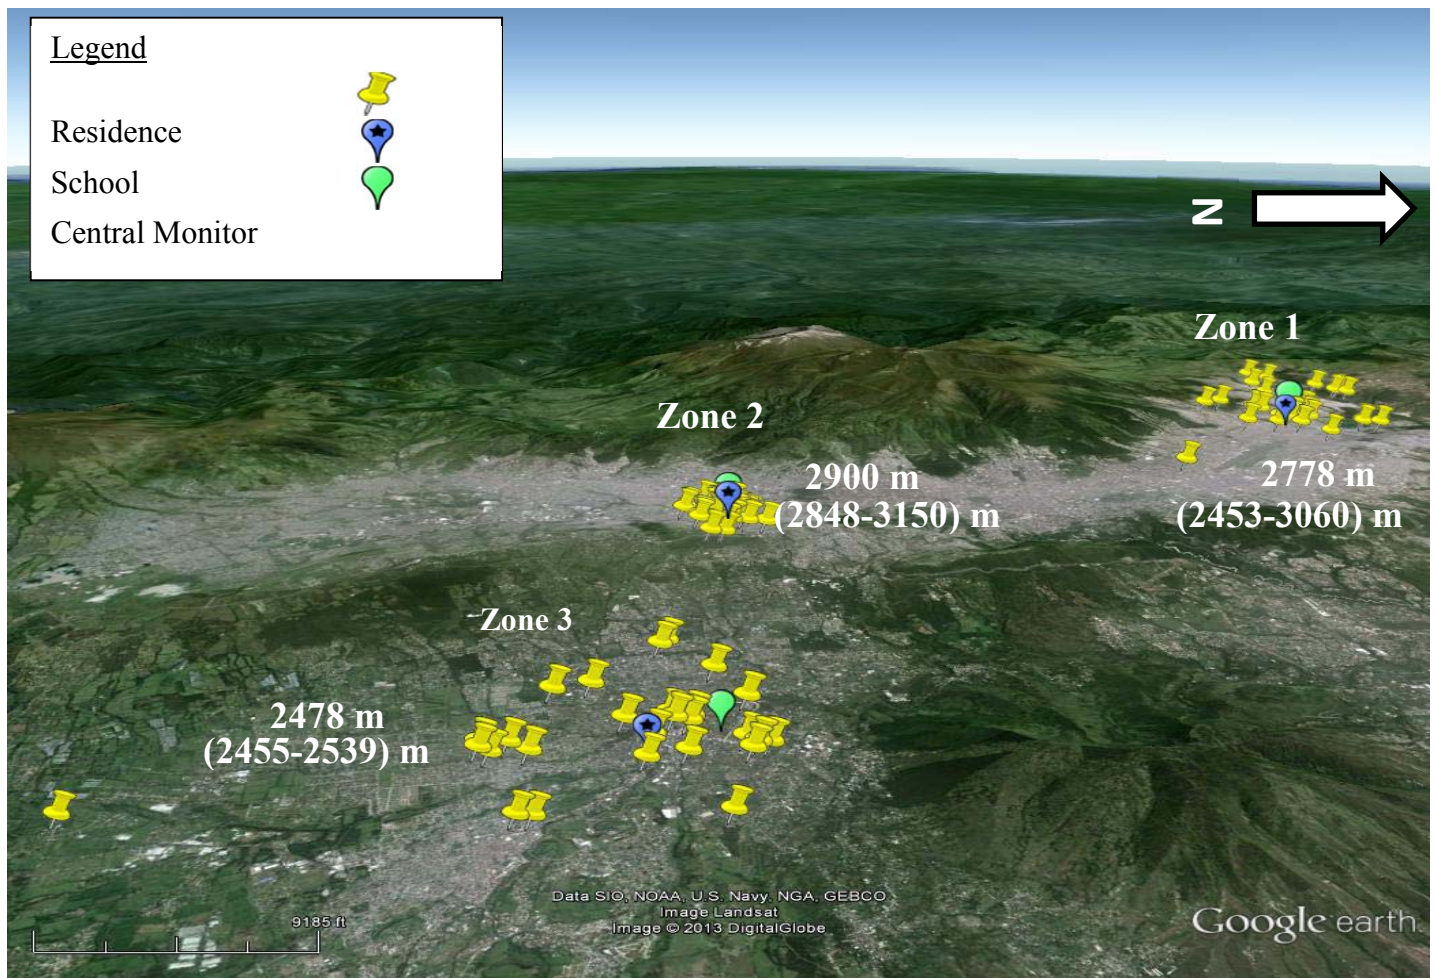 Legend
Residence
School
Central Monitor
N
Zone 1
Zone 2
2900 m
(2848-3150) m
2778 m
(2453-3060) m
Zone 3
2478 m
(2455-2539) m
9185 ft
Data SIO, NOAA, U.S. Navy, NGA, GEBCO
Image Landsat
Image © 2013 DigitalGlobe
Google earth